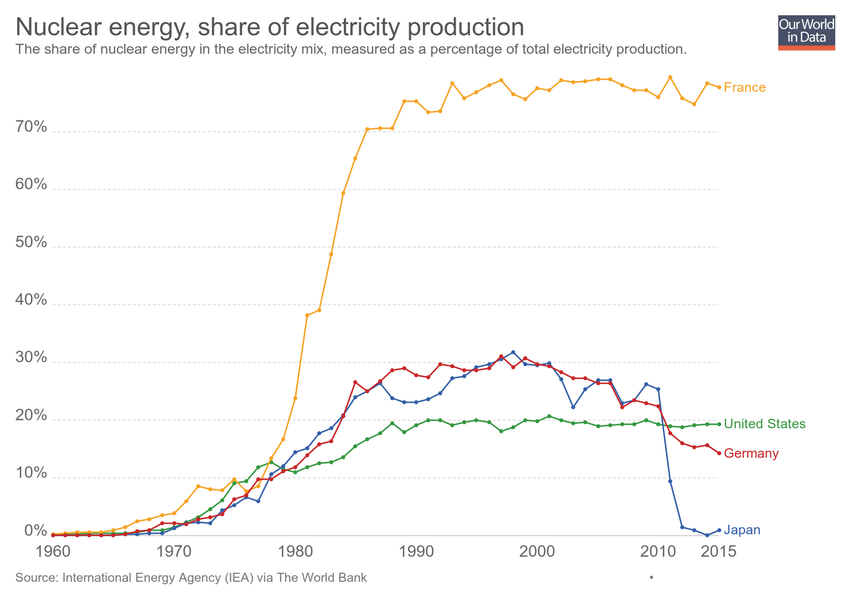 Nuclear energy, share of electricity production
The share of nuclear energy in the electricity mix, measured as a percentage of total electricity production.
Our World
in Data
France
70%
60%
50%
40%
30%
20%
United States
Germany
10%
Japan
0%
1960 1970 1980 1990 2000 2010 2015
Source: International Energy Agency (IEA) via The World Bank